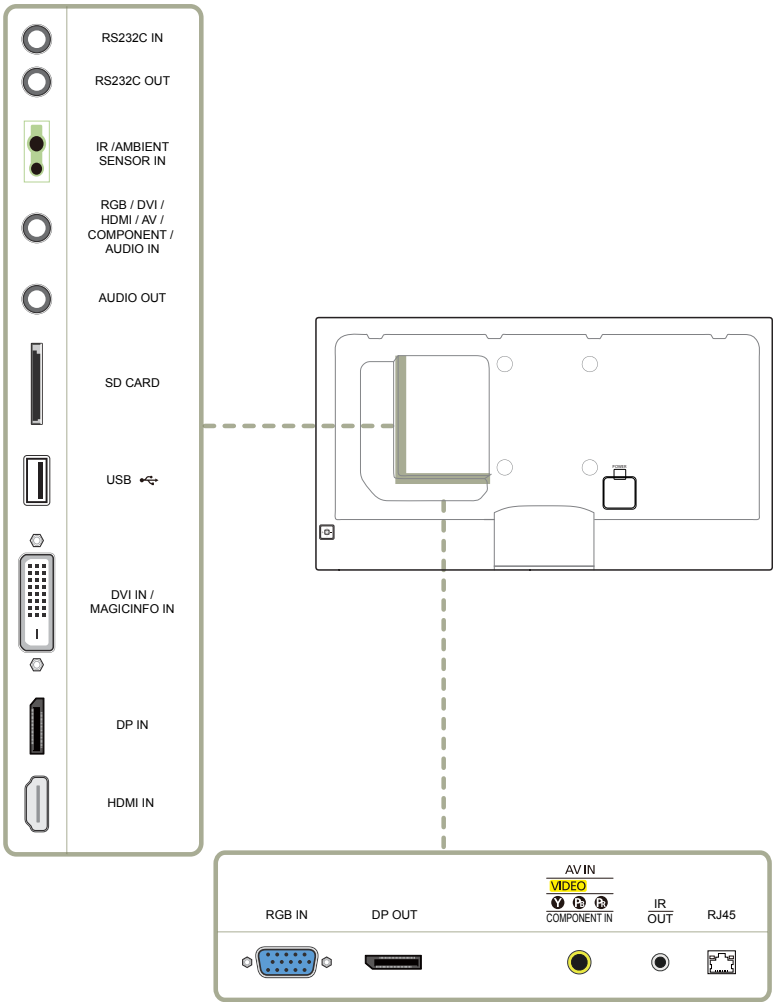 RS232C IN
RS232C OUT
IR /AMBIENT
SENSOR IN
RGB / DVI /
HDMI / AV /
COMPONENT /
AUDIO IN
AUDIO OUT
SD CARD
USB
DVI IN /
MAGICINFO IN
DP IN
HDMI IN
POWER
RGB IN
DP OUT
AV IN
VIDEO
Y PB PR
COMPONENT IN
IR
OUT
RJ45